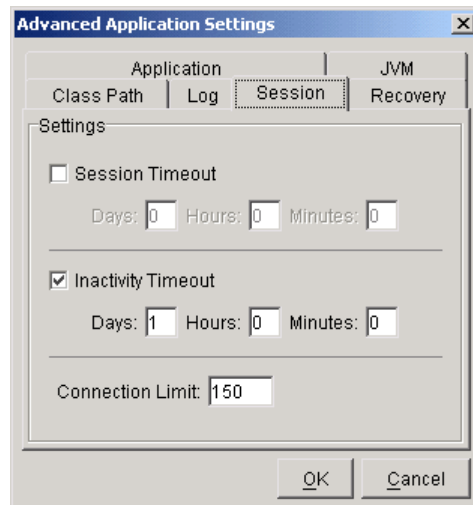 Advanced Application Settings
Application JVM
Class Path Log Session Recovery
Settings
Session Timeout
Days: 0 Hours: 0 Minutes: 0
Inactivity Timeout
Days: 1 Hours: 0 Minutes: 0
Connection Limit: 150
OK Cancel